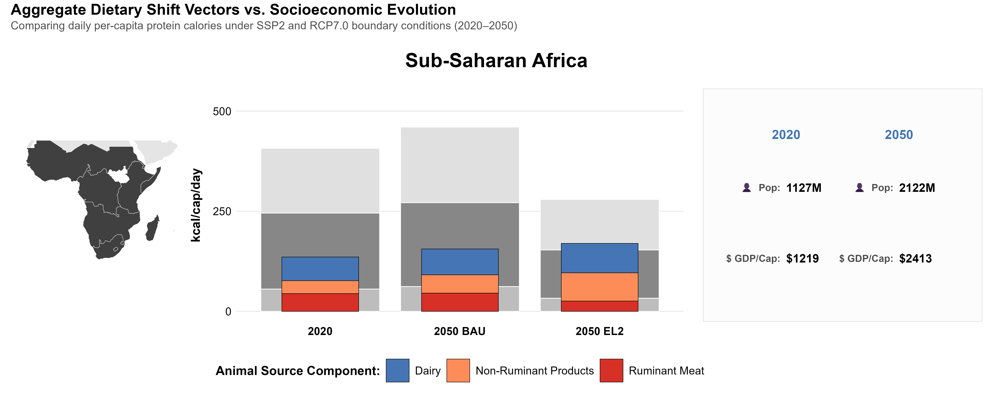 Aggregate Dietary Shift Vectors vs. Socioeconomic Evolution
Comparing daily per-capita protein calories under SSP2 and RCP7.0 boundary conditions (2020–2050)
Sub-Saharan Africa
kcal/cap/day
500
250
0
2020
2050 BAU
2050 EL2
2020
2050
Pop: 1127M
Pop: 2122M
$ GDP/Cap: $1219
$ GDP/Cap: $2413
Animal Source Component: Dairy Non-Ruminant Products Ruminant Meat